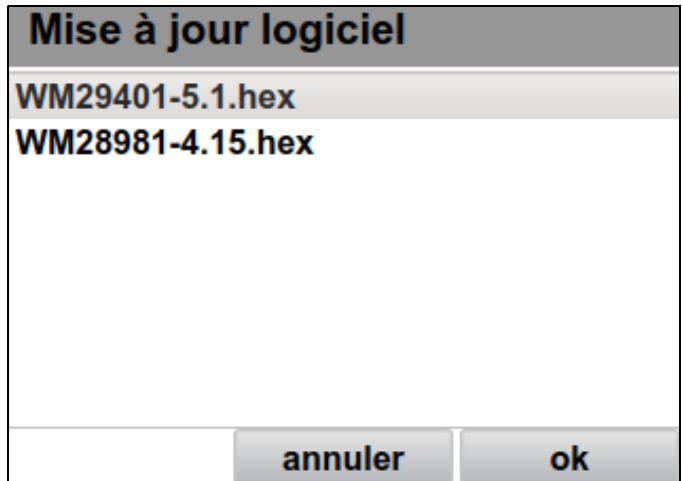 Mise à jour logiciel
WM29401-5.1.hex
WM28981-4.15.hex
annuler ok